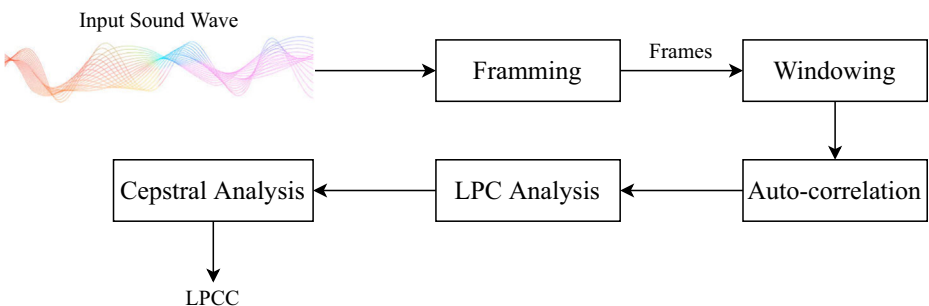 Input Sound Wave
Framming
Frames
Windowing
Auto-correlation
LPC Analysis
Cepstral Analysis
LPCC